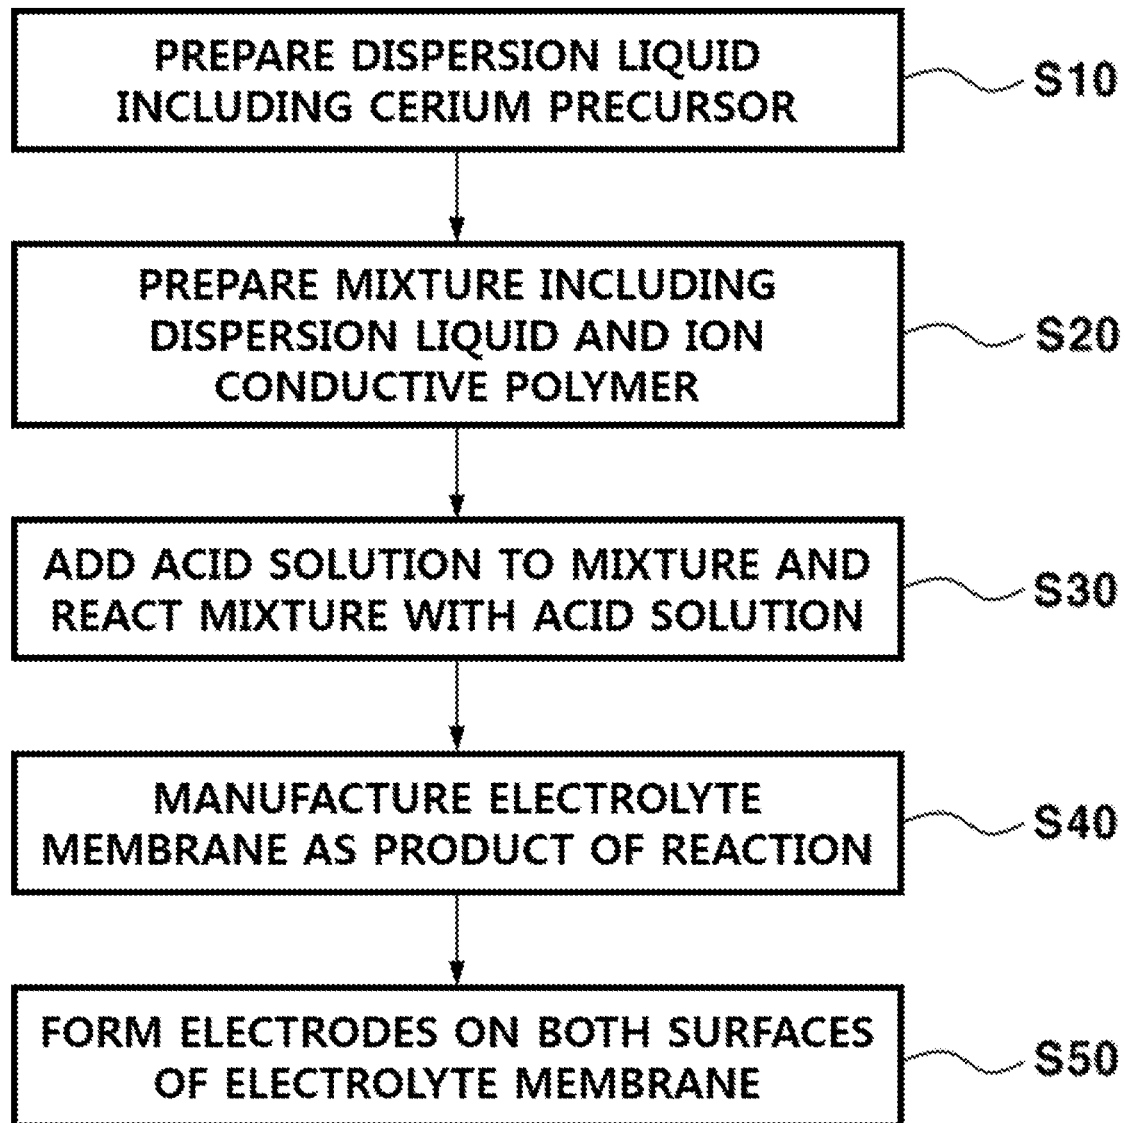 PREPARE DISPERSION LIQUID
INCLUDING CERIUM PRECURSOR
S10
PREPARE MIXTURE INCLUDING
DISPERSION LIQUID AND ION
CONDUCTIVE POLYMER
S20
ADD ACID SOLUTION TO MIXTURE AND
REACT MIXTURE WITH ACID SOLUTION
S30
MANUFACTURE ELECTROLYTE
MEMBRANE AS PRODUCT OF REACTION
S40
FORM ELECTRODES ON BOTH SURFACES
OF ELECTROLYTE MEMBRANE
S50